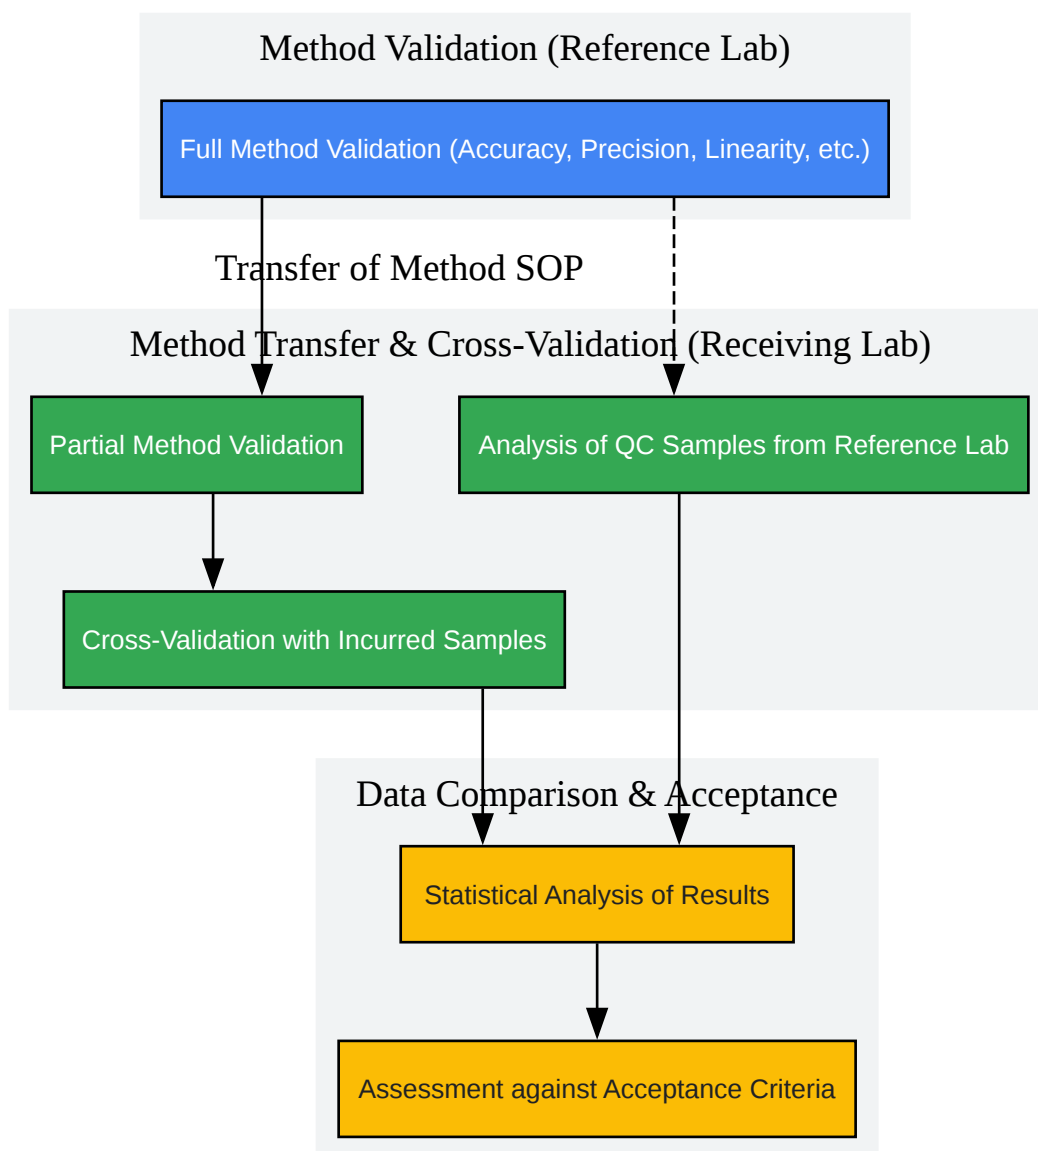 Method Validation (Reference Lab)
Full Method Validation (Accuracy, Precision, Linearity, etc.)
Transfer of Method SOP
Method Transfer & Cross-Validation (Receiving Lab)
Partial Method Validation
Analysis of QC Samples from Reference Lab
Cross-Validation with Incurred Samples
Data Comparison & Acceptance
Statistical Analysis of Results
Assessment against Acceptance Criteria